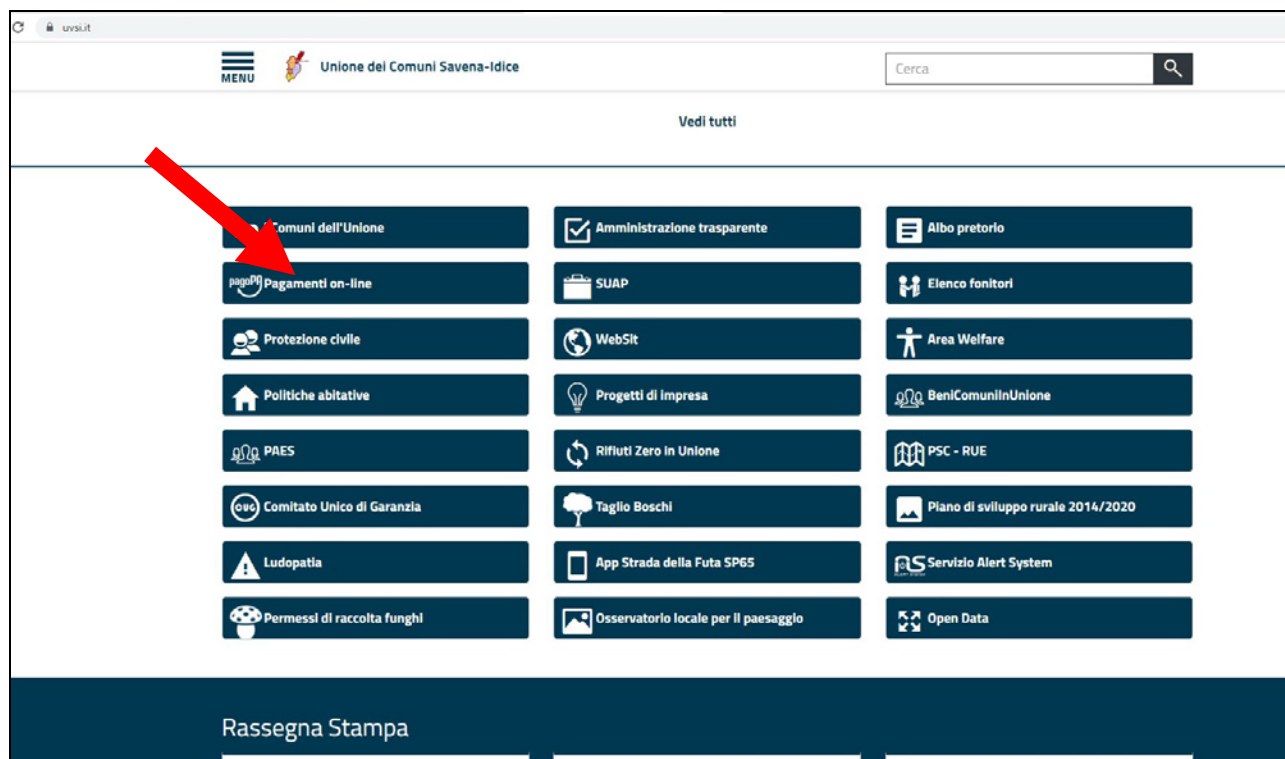 uvsi.it
MENU
Unione dei Comuni Savena-Idice
Cerca
Vedi tutti
Comuni dell'Unione
Amministrazione trasparente
Albo pretorio
pagoPA Pagamenti on-line
SUAP
Elenco fonitori
Protezione civile
WebSit
Area Welfare
Politiche abitative
Progetti di impresa
BeniComuniInUnione
PAES
Rifiuti Zero in Unione
PSC - RUE
CUG Comitato Unico di Garanzia
Taglio Boschi
Piano di sviluppo rurale 2014/2020
Ludopatia
App Strada della Futa SP65
Servizio Alert System
Permessi di raccolta funghi
Osservatorio locale per il paesaggio
Open Data
Rassegna Stampa